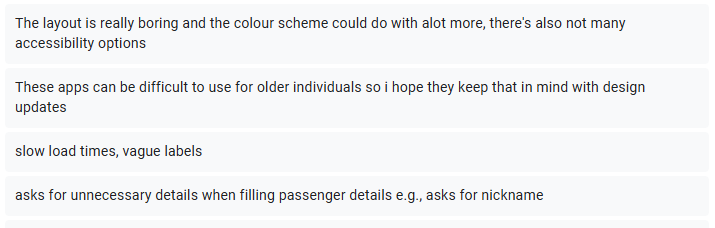 The layout is really boring and the colour scheme could do with alot more, there's also not many
accessibility options
These apps can be difficult to use for older individuals so i hope they keep that in mind with design
updates
slow load times, vague labels
asks for unnecessary details when filling passenger details e.g., asks for nickname